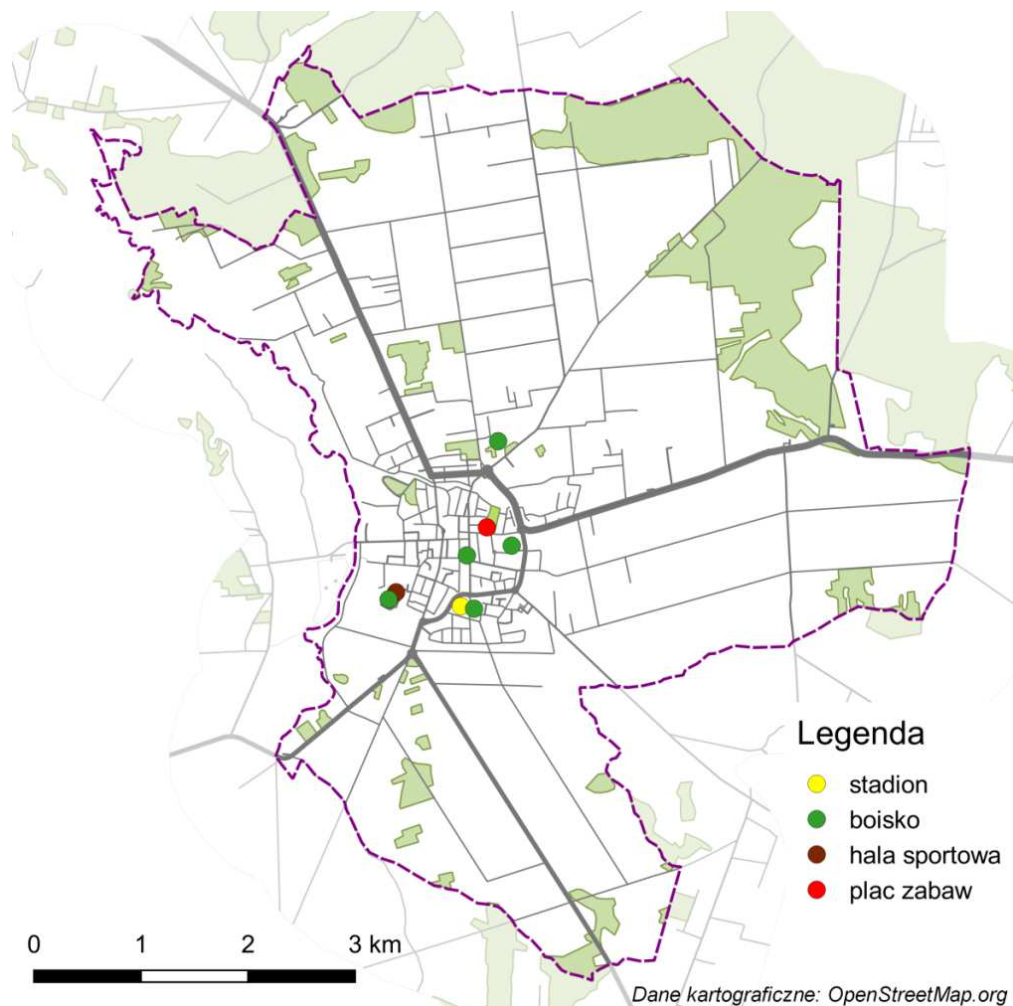 Legenda
stadion
boisko
hala sportowa
plac zabaw
0 1 2 3 km
Dane kartograficzne: OpenStreetMap.org